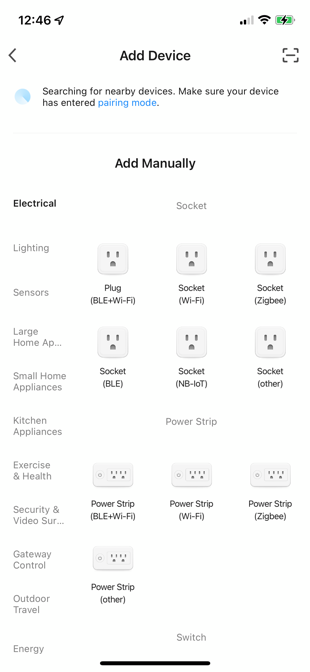 12:46
Add Device
Searching for nearby devices. Make sure your device
has entered pairing mode.
Add Manually
Electrical
Lighting
Sensors
Large
Home Ap...
Small Home
Appliances
Kitchen
Appliances
Exercise
& Health
Security &
Video Sur...
Gateway
Control
Outdoor
Travel
Energy
Socket
Plug
(BLE+Wi-Fi)
Socket
(Wi-Fi)
Socket
(Zigbee)
Socket
(BLE)
Socket
(NB-IoT)
Socket
(other)
Power Strip
Power Strip
(BLE+Wi-Fi)
Power Strip
(Wi-Fi)
Power Strip
(Zigbee)
Power Strip
(other)
Switch